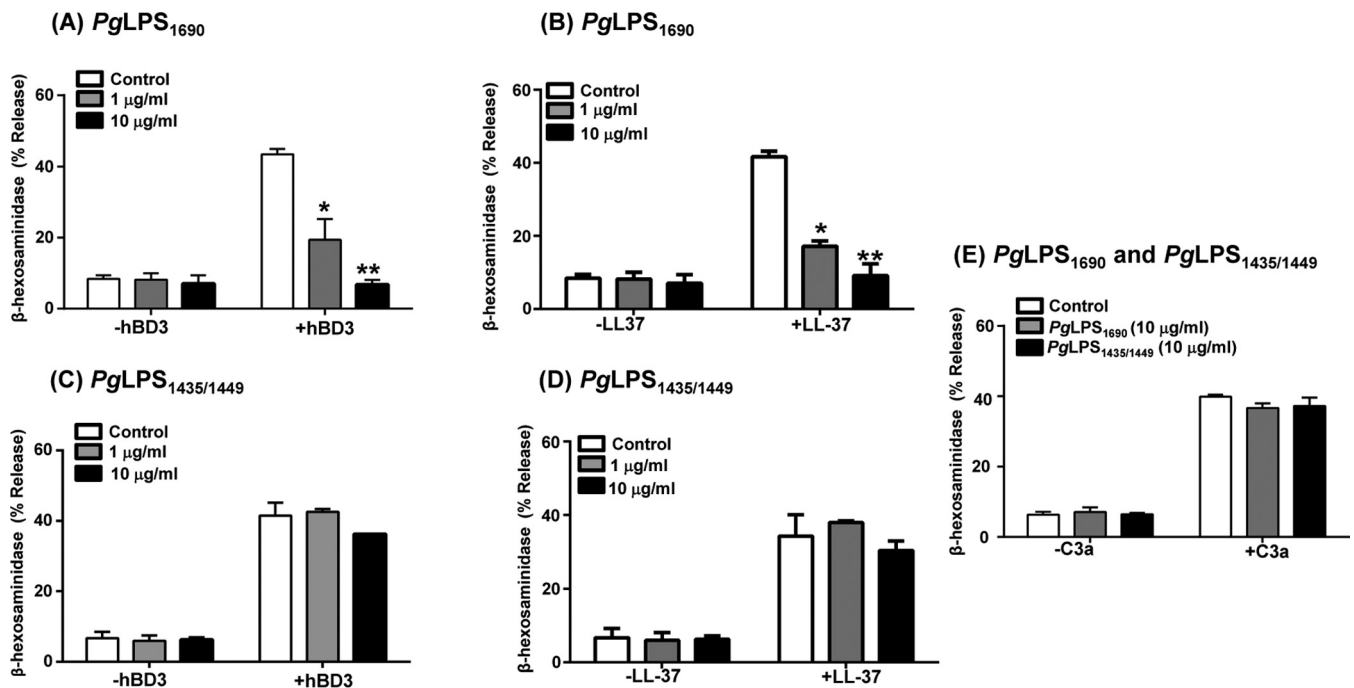 (A) PgLPS1690
β-hexosaminidase (% Release)
Control
1 μg/ml
10 μg/ml
60
40
20
0
*
**
-hBD3
+hBD3
(B) PgLPS1690
β-hexosaminidase (% Release)
Control
1 μg/ml
10 μg/ml
60
40
20
0
*
**
-LL37
+LL-37
(C) PgLPS1435/1449
β-hexosaminidase (% Release)
Control
1 μg/ml
10 μg/ml
60
40
20
0
-hBD3
+hBD3
(D) PgLPS1435/1449
β-hexosaminidase (% Release)
Control
1 μg/ml
10 μg/ml
60
40
20
0
-LL-37
+LL-37
(E) PgLPS1690 and PgLPS1435/1449
β-hexosaminidase (% Release)
Control
PgLPS1690 (10 μg/ml)
PgLPS1435/1449 (10 μg/ml)
60
40
20
0
-C3a
+C3a